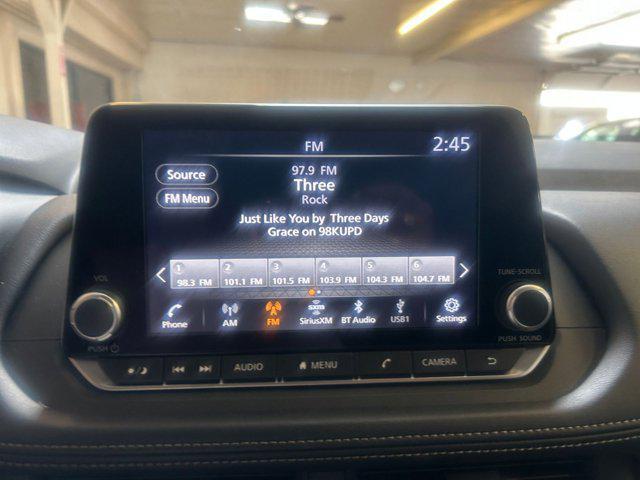 FM
2:45
Source
97.9 FM
Three
FM Menu
Rock
Just Like You by Three Days
Grace on 98KUPD
1 2 3 4 5 6
98.3 FM 101.1 FM 101.5 FM 103.9 FM 104.3 FM 104.7 FM
sxm
Phone AM FM SiriusXM BT Audio USB1 Settings
VOL
PUSH
TUNE·SCROLL
PUSH SOUND
AUDIO MENU CAMERA